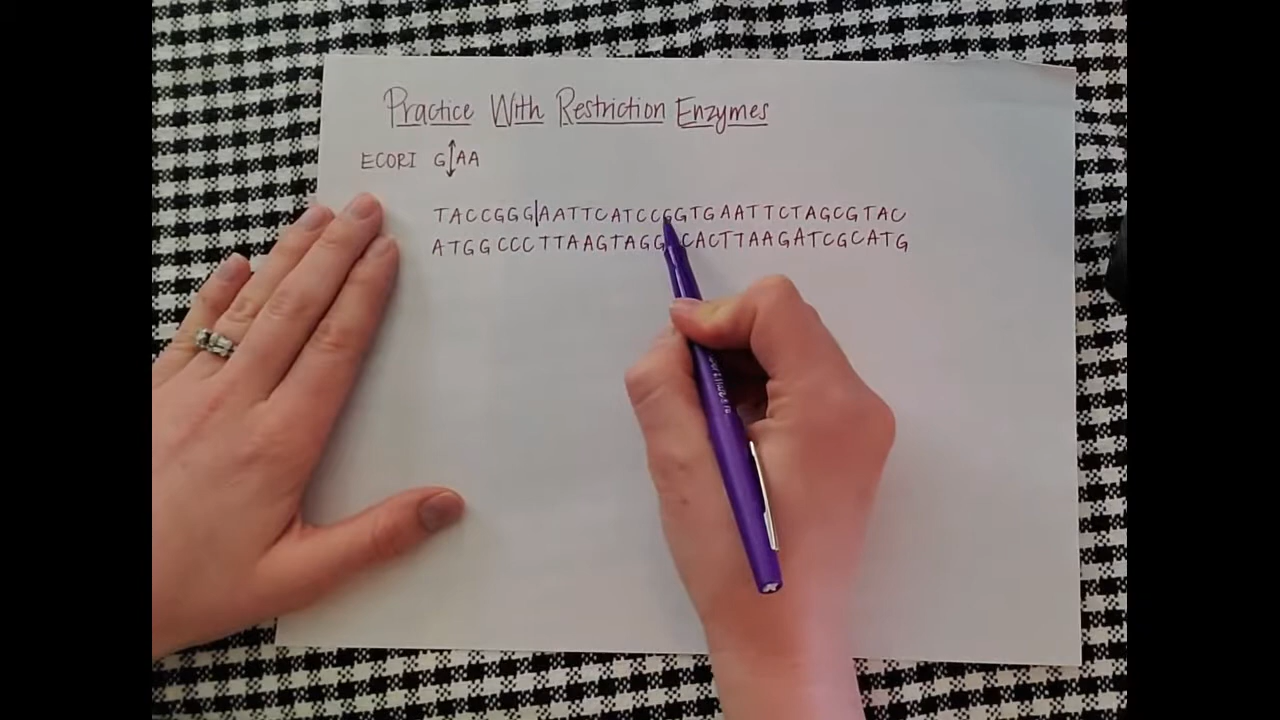 Practice With Restriction Enzymes
ECORI G↕AA
TACCGGG|AATTCATCCGGTGAATTCTAGCGTAC
ATGGCCCTTAAGTAGG CACTTAAGATCGCATG